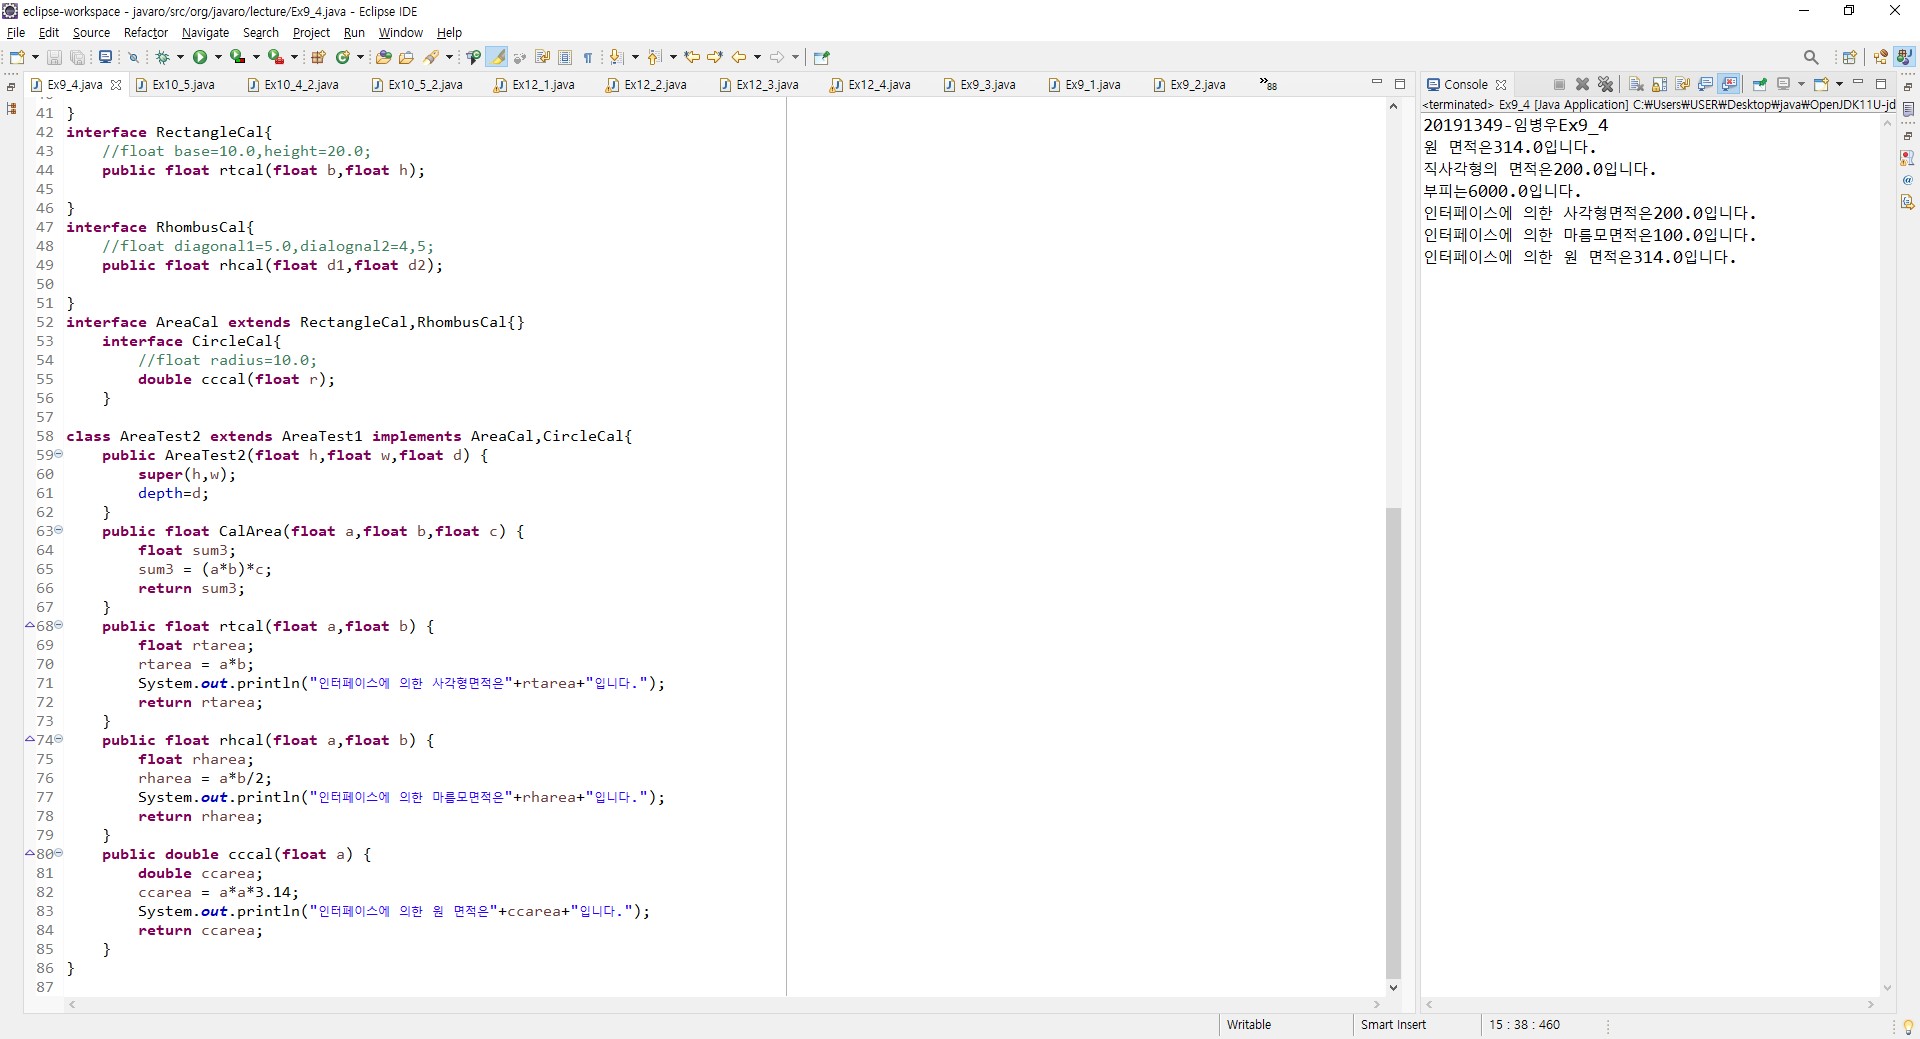 eclipse-workspace - javaro/src/org/javaro/lecture/Ex9_4.java - Eclipse IDE
File Edit Source Refactor Navigate Search Project Run Window Help
Ex9_4.java Ex10_5.java Ex10_4_2.java Ex10_5_2.java Ex12_1.java Ex12_2.java Ex12_3.java Ex12_4.java Ex9_3.java Ex9_1.java Ex9_2.java »88
41 }
42 interface RectangleCal{
43 //float base=10.0,height=20.0;
44 public float rtcal(float b,float h);
45
46 }
47 interface RhombusCal{
48 //float diagonal1=5.0,dialognal2=4,5;
49 public float rhcal(float d1,float d2);
50
51 }
52 interface AreaCal extends RectangleCal,RhombusCal{}
53 interface CircleCal{
54 //float radius=10.0;
55 double cccal(float r);
56 }
57
58 class AreaTest2 extends AreaTest1 implements AreaCal,CircleCal{
59 public AreaTest2(float h,float w,float d) {
60 super(h,w);
61 depth=d;
62 }
63 public float CalArea(float a,float b,float c) {
64 float sum3;
65 sum3 = (a*b)*c;
66 return sum3;
67 }
68 public float rtcal(float a,float b) {
69 float rtarea;
70 rtarea = a*b;
71 System.out.println("인터페이스에 의한 사각형면적은"+rtarea+"입니다.");
72 return rtarea;
73 }
74 public float rhcal(float a,float b) {
75 float rharea;
76 rharea = a*b/2;
77 System.out.println("인터페이스에 의한 마름모면적은"+rharea+"입니다.");
78 return rharea;
79 }
80 public double cccal(float a) {
81 double ccarea;
82 ccarea = a*a*3.14;
83 System.out.println("인터페이스에 의한 원 면적은"+ccarea+"입니다.");
84 return ccarea;
85 }
86 }
87
Console
<terminated> Ex9_4 [Java Application] C:₩Users₩USER₩Desktop₩java₩OpenJDK11U-jd
20191349-임병우Ex9_4
원 면적은314.0입니다.
직사각형의 면적은200.0입니다.
부피는6000.0입니다.
인터페이스에 의한 사각형면적은200.0입니다.
인터페이스에 의한 마름모면적은100.0입니다.
인터페이스에 의한 원 면적은314.0입니다.
Writable Smart Insert 15 : 38 : 460